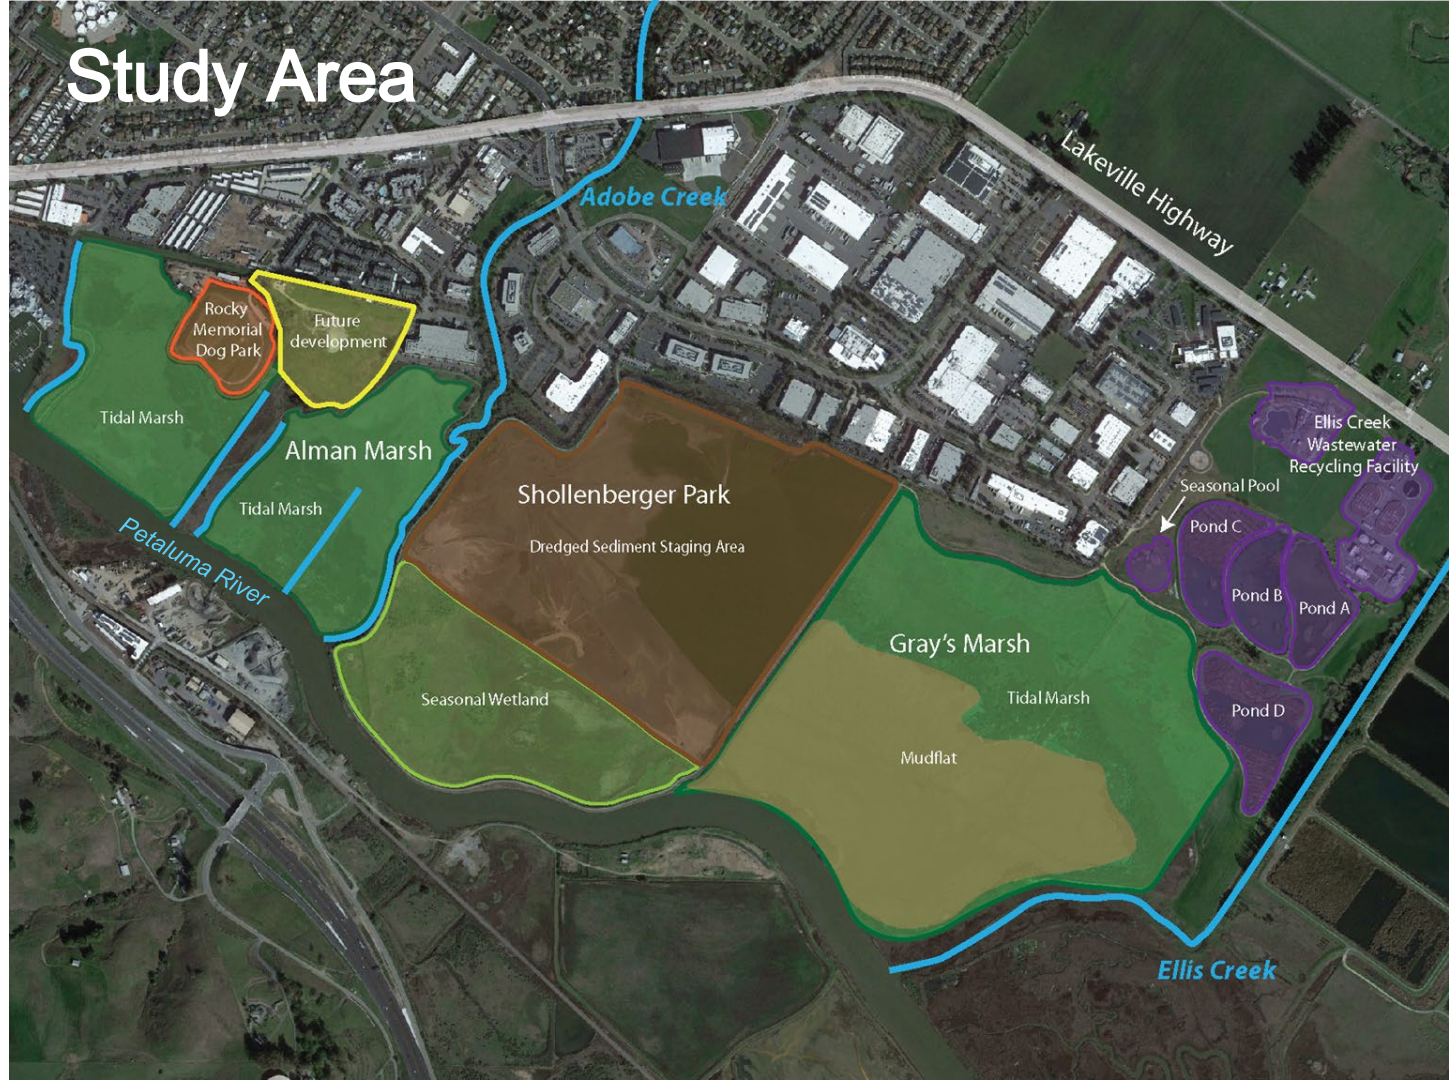 Study Area
Lakeville Highway
Adobe Creek
Rocky
Memorial
Dog Park
Future
development
Tidal Marsh
Alman Marsh
Tidal Marsh
Petaluma River
Shollenberger Park
Dredged Sediment Staging Area
Seasonal Wetland
Ellis Creek
Wastewater
Recycling Facility
Seasonal Pool
Pond C
Pond B
Pond A
Pond D
Gray's Marsh
Tidal Marsh
Mudflat
Ellis Creek